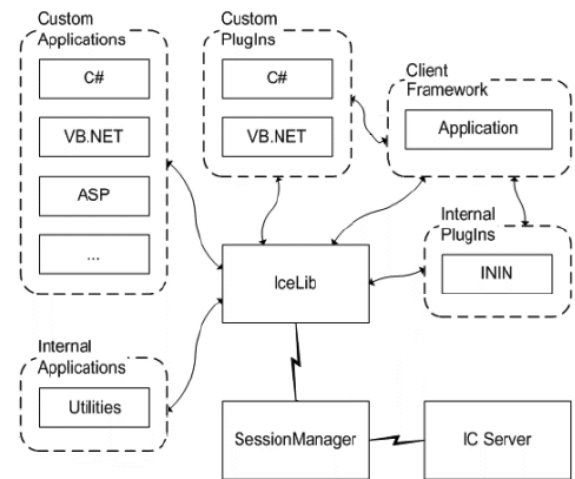 Custom
Applications
C#
VB.NET
ASP
...
Custom
PlugIns
C#
VB.NET
Client
Framework
Application
Internal
PlugIns
ININ
IceLib
Internal
Applications
Utilities
SessionManager
IC Server